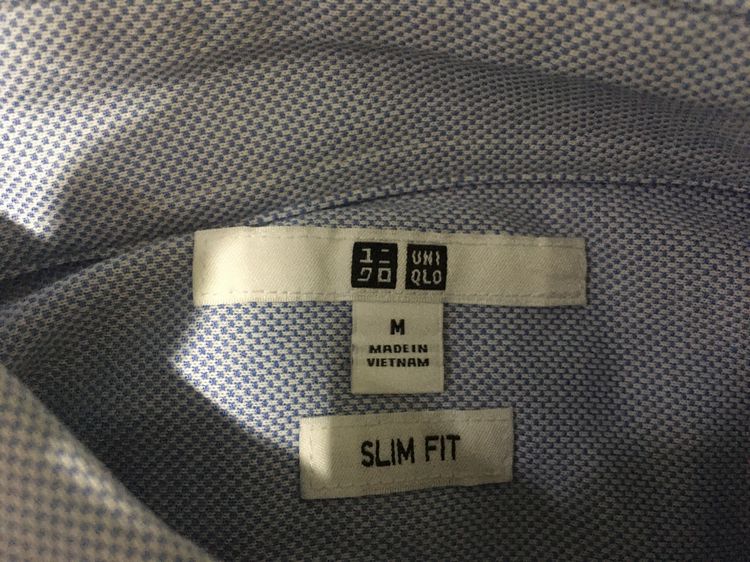 ユニ
クロ
UNI
QLO
M
MADE IN
VIETNAM
SLIM FIT